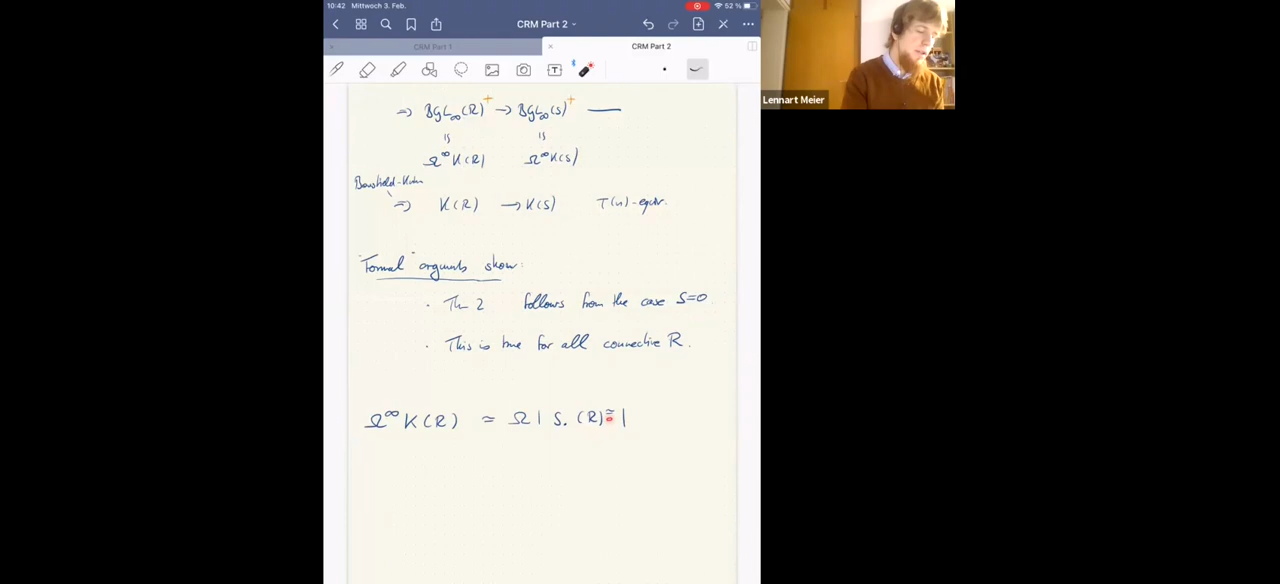 10:42 Mittwoch 3. Feb.
52 %
CRM Part 2
CRM Part 1
CRM Part 2
Lennart Meier
⇒ BGL∞(R)⁺ → BGL∞(S)⁺ —
≃ ≃
Ω∞K(R) Ω∞K(S)
Bousfield-Kuhn
⇒ K(R) → K(S) T(n)-equiv.
"Formal" arguments show:
· Thm 2 follows from the case S=0.
· This is true for all connective R.
Ω∞K(R) ≃ Ω| S.(R)≃ |